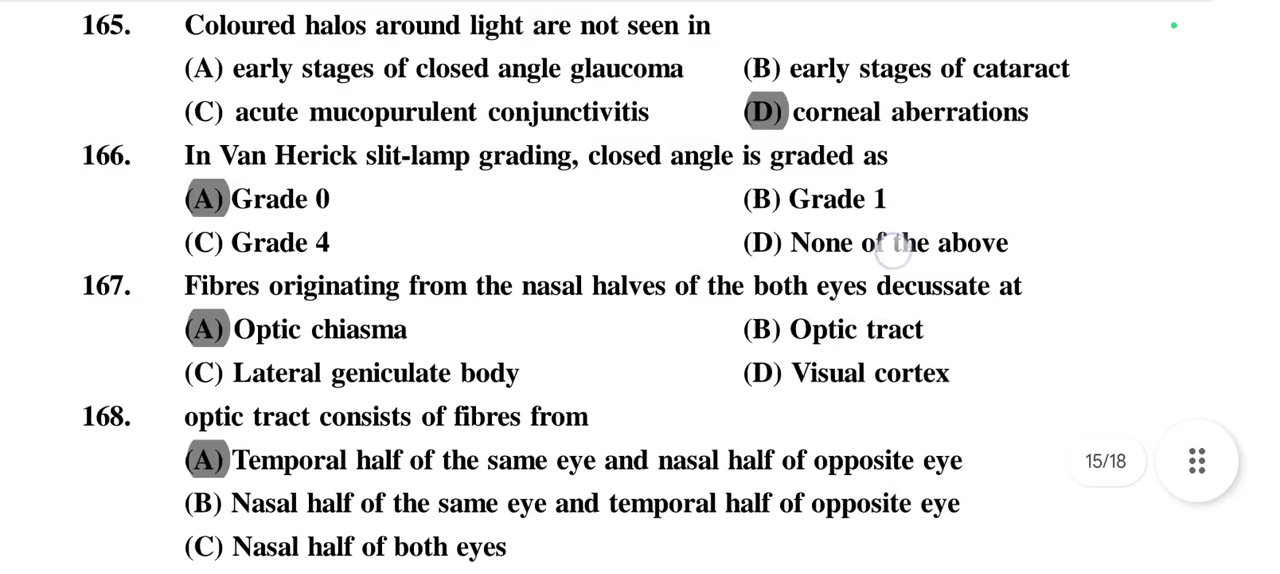 165. Coloured halos around light are not seen in
(A) early stages of closed angle glaucoma (B) early stages of cataract
(C) acute mucopurulent conjunctivitis (D) corneal aberrations
166. In Van Herick slit-lamp grading, closed angle is graded as
(A) Grade 0 (B) Grade 1
(C) Grade 4 (D) None of the above
167. Fibres originating from the nasal halves of the both eyes decussate at
(A) Optic chiasma (B) Optic tract
(C) Lateral geniculate body (D) Visual cortex
168. optic tract consists of fibres from
(A) Temporal half of the same eye and nasal half of opposite eye
15/18
(B) Nasal half of the same eye and temporal half of opposite eye
(C) Nasal half of both eyes